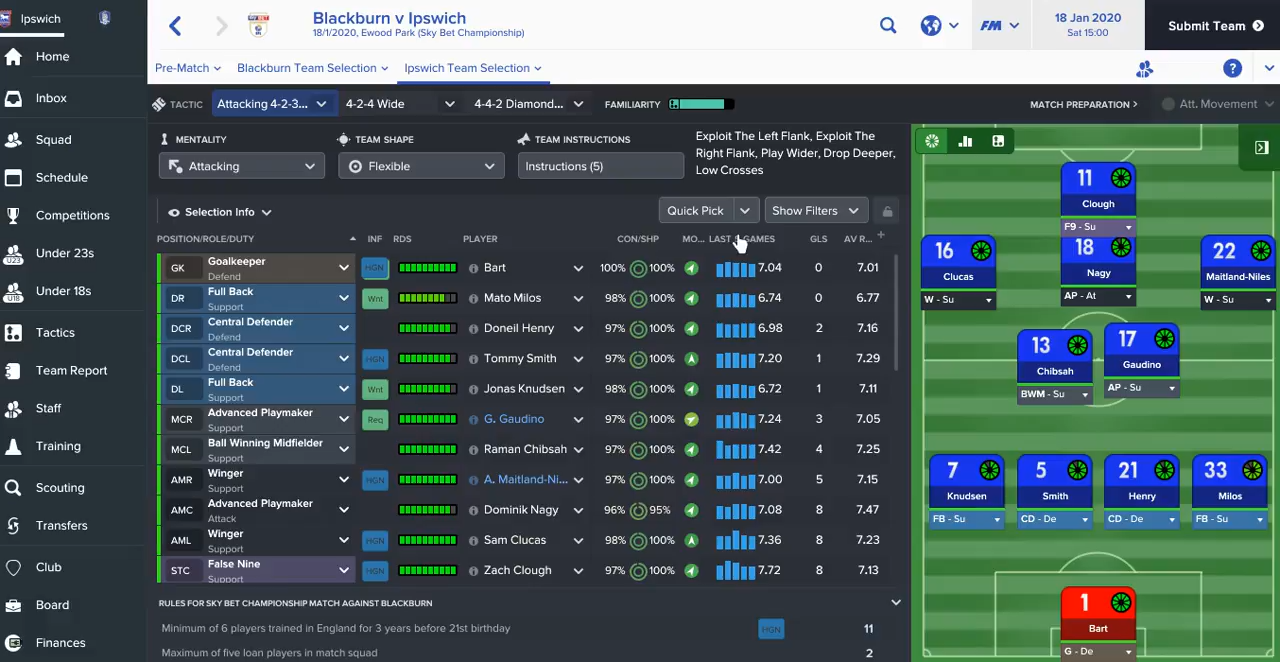 Ipswich
Home
Inbox
Squad
Schedule
Competitions
Under 23s
Under 18s
Tactics
Team Report
Staff
Training
Scouting
Transfers
Club
Board
Finances
Blackburn v Ipswich
18/1/2020, Ewood Park (Sky Bet Championship)
FM
18 Jan 2020
Sat 15:00
Submit Team
Pre-Match
Blackburn Team Selection
Ipswich Team Selection
?
TACTIC Attacking 4-2-3... 4-2-4 Wide 4-4-2 Diamond... FAMILIARITY MATCH PREPARATION > Att. Movement
MENTALITY
Attacking
TEAM SHAPE
Flexible
TEAM INSTRUCTIONS
Instructions (5)
Exploit The Left Flank, Exploit The
Right Flank, Play Wider, Drop Deeper,
Low Crosses
Selection Info Quick Pick Show Filters
POSITION/ROLE/DUTY INF RDS PLAYER CON/SHP MO... LAST GAMES GLS AV R... +
GK Goalkeeper Defend HGN Bart 100% 100% 7.04 0 7.01
DR Full Back Support Wnt Mato Milos 98% 100% 6.74 0 6.77
DCR Central Defender Defend Doneil Henry 97% 100% 6.98 2 7.16
DCL Central Defender Defend HGN Tommy Smith 97% 100% 7.20 1 7.29
DL Full Back Support Wnt Jonas Knudsen 98% 100% 6.72 1 7.11
MCR Advanced Playmaker Support Req G. Gaudino 97% 100% 7.24 3 7.05
MCL Ball Winning Midfielder Support Raman Chibsah 97% 100% 7.42 4 7.25
AMR Winger Support HGN A. Maitland-Ni... 97% 100% 7.00 5 7.15
AMC Advanced Playmaker Attack Dominik Nagy 96% 95% 7.08 8 7.47
AML Winger Support HGN Sam Clucas 98% 100% 7.36 8 7.23
STC False Nine Support HGN Zach Clough 97% 100% 7.72 8 7.13
RULES FOR SKY BET CHAMPIONSHIP MATCH AGAINST BLACKBURN
Minimum of 6 players trained in England for 3 years before 21st birthday HGN 11
Maximum of five loan players in match squad 2
11
Clough
F9 - Su
16
Clucas
W - Su
18
Nagy
AP - At
22
Maitland-Niles
W - Su
13
Chibsah
BWM - Su
17
Gaudino
AP - Su
7
Knudsen
FB - Su
5
Smith
CD - De
21
Henry
CD - De
33
Milos
FB - Su
1
Bart
G - De